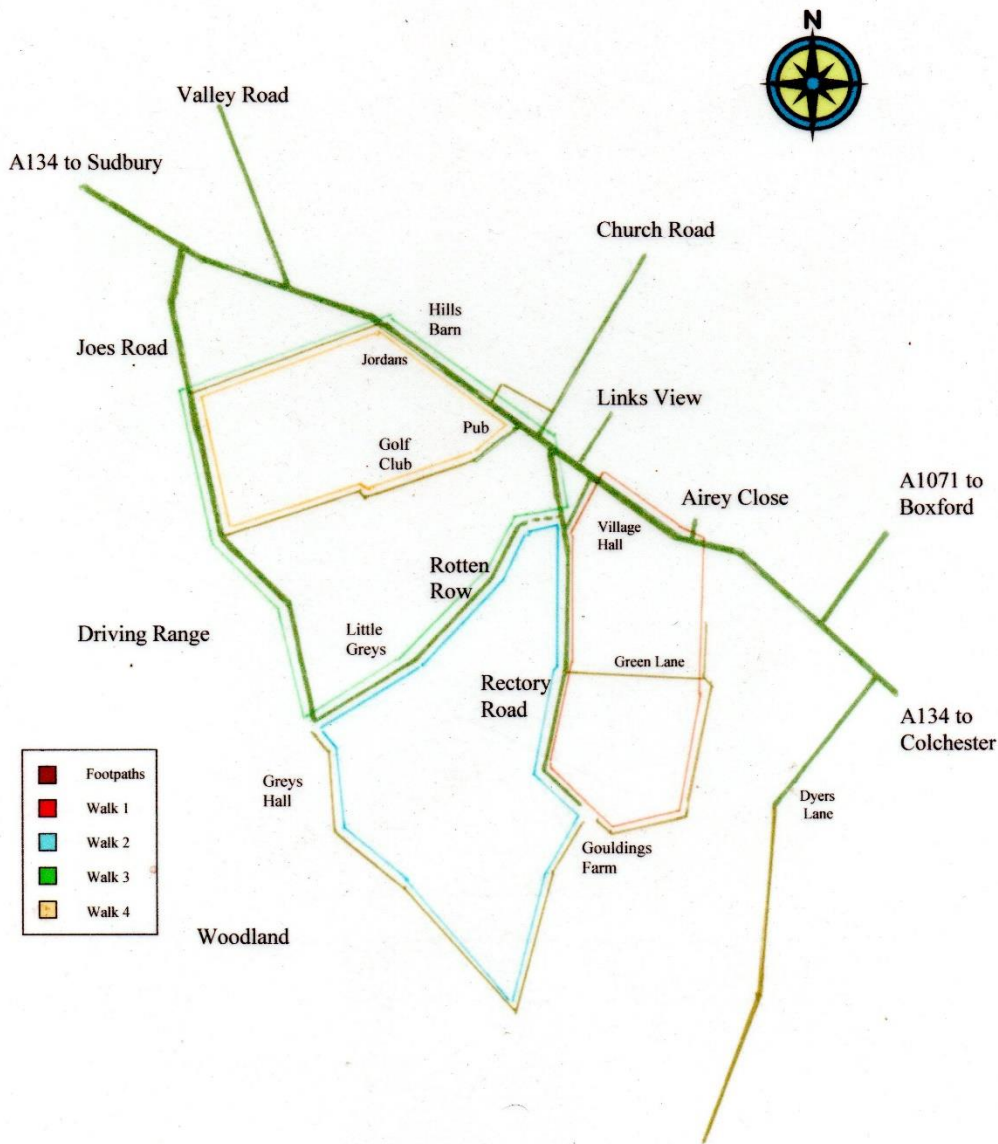 N
Valley Road
A134 to Sudbury
Church Road
Hills
Barn
Joes Road
Jordans
Links View
Pub
Golf
Club
A1071 to
Boxford
Airey Close
Village
Hall
Rotten
Row
Driving Range
Little
Greys
Green Lane
Rectory
Road
A134 to
Colchester
Footpaths
Walk 1
Walk 2
Walk 3
Walk 4
Greys
Hall
Dyers
Lane
Gouldings
Farm
Woodland